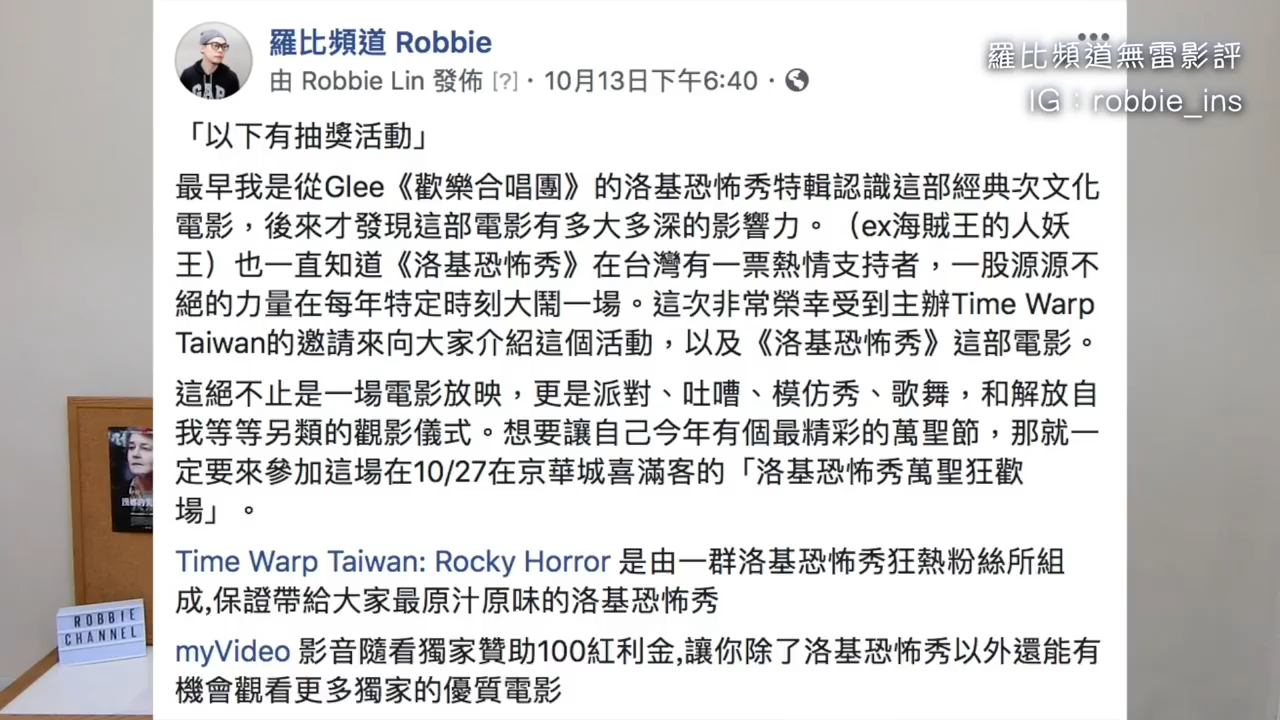 羅比頻道 Robbie
由 Robbie Lin 發佈 [?]· 10月13日下午6:40 ·
羅比頻道無雷影評
IG：robbie_ins
「以下有抽獎活動」
最早我是從Glee《歡樂合唱團》的洛基恐怖秀特輯認識這部經典次文化
電影，後來才發現這部電影有多大多深的影響力。（ex海賊王的人妖
王）也一直知道《洛基恐怖秀》在台灣有一票熱情支持者，一股源源不
絕的力量在每年特定時刻大鬧一場。這次非常榮幸受到主辦Time Warp
Taiwan的邀請來向大家介紹這個活動，以及《洛基恐怖秀》這部電影。
這絕不止是一場電影放映，更是派對、吐嘈、模仿秀、歌舞，和解放自
我等等另類的觀影儀式。想要讓自己今年有個最精彩的萬聖節，那就一
定要來參加這場在10/27在京華城喜滿客的「洛基恐怖秀萬聖狂歡
場」。
Time Warp Taiwan: Rocky Horror 是由一群洛基恐怖秀狂熱粉絲所組
成,保證帶給大家最原汁原味的洛基恐怖秀
myVideo 影音隨看獨家贊助100紅利金,讓你除了洛基恐怖秀以外還能有
機會觀看更多獨家的優質電影
ROBBIE
CHANNEL
GAP